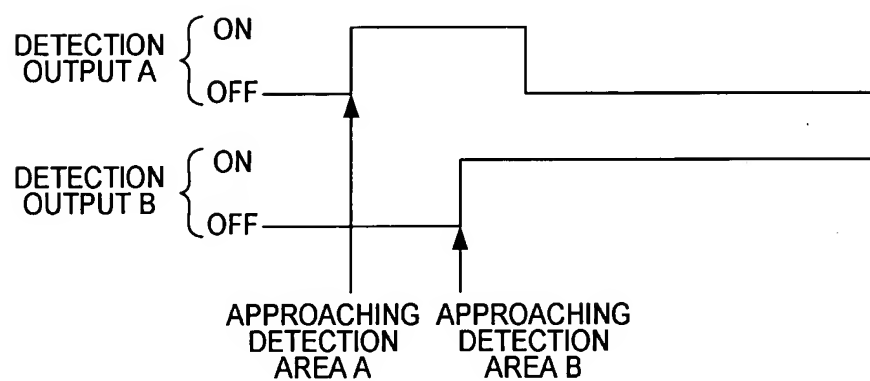 DETECTION
OUTPUT A
ON
OFF
DETECTION
OUTPUT B
ON
OFF
APPROACHING
DETECTION
AREA A
APPROACHING
DETECTION
AREA B